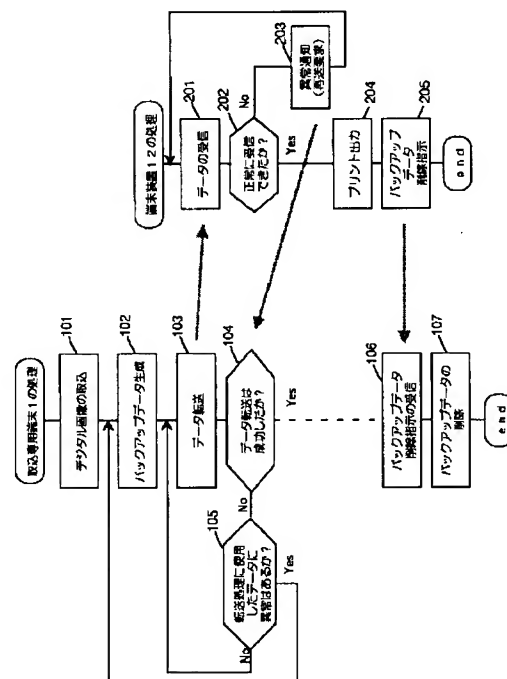 取込専用端末1の処理
101
デジタル画像の取込
102
バックアップデータ生成
103
データ転送
104
データ転送は
成功したか?
No
Yes
105
転送処理に使用
したデータに
異常はあるか?
No
Yes
106
バックアップデータ
削除指示の受信
107
バックアップデータの
削除
end
端末装置12の処理
201
データの受信
202
正常に受信
できたか?
No
Yes
203
異常通知
(再送要求)
204
プリント出力
205
バックアップ
データ
削除指示
end